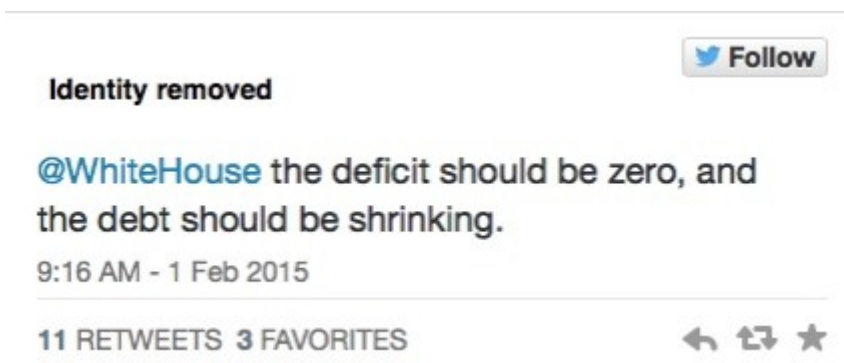 Follow
Identity removed
@WhiteHouse the deficit should be zero, and
the debt should be shrinking.
9:16 AM - 1 Feb 2015
11 RETWEETS 3 FAVORITES